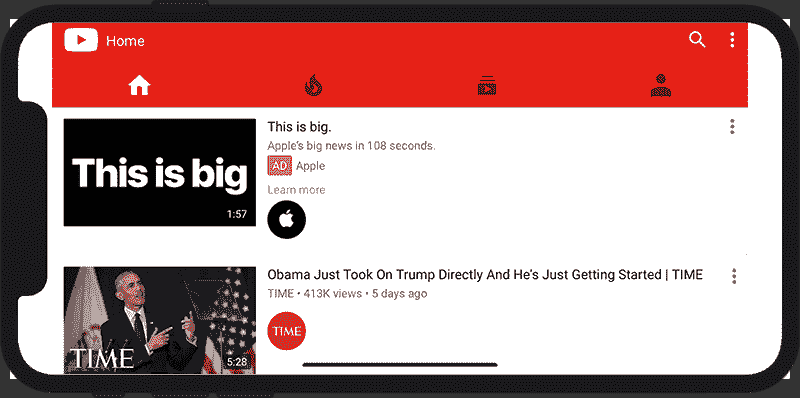 Home
This is big
1:57
This is big.
Apple's big news in 108 seconds.
AD Apple
Learn more
TIME
5:28
Obama Just Took On Trump Directly And He's Just Getting Started | TIME
TIME • 413K views • 5 days ago
TIME